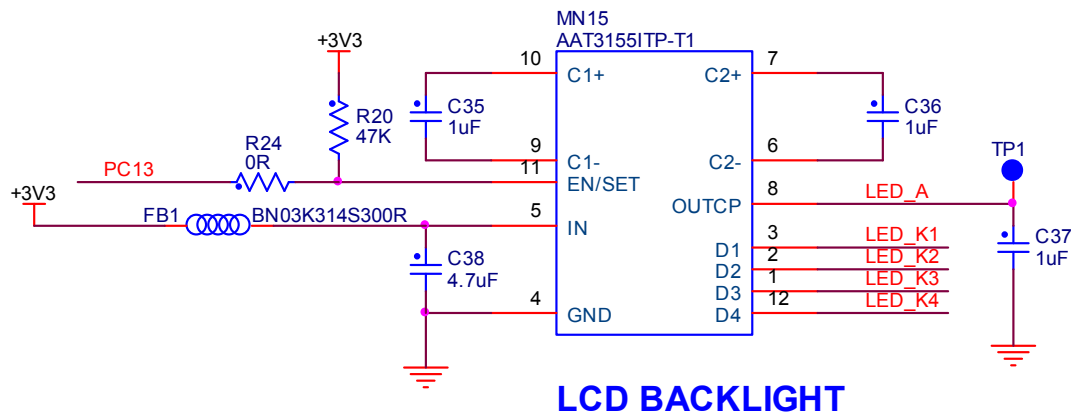 MN15
AAT3155ITP-T1
+3V3
10
C1+
C2+
7
C35
1uF
R20
47K
C36
1uF
R24
0R
9
C1-
C2-
6
TP1
PC13
11
EN/SET
+3V3
8
OUTCP
LED_A
FB1
BN03K314S300R
5
IN
3
D1
LED_K1
C37
1uF
C38
4.7uF
2
D2
LED_K2
1
D3
LED_K3
4
GND
12
D4
LED_K4
LCD BACKLIGHT